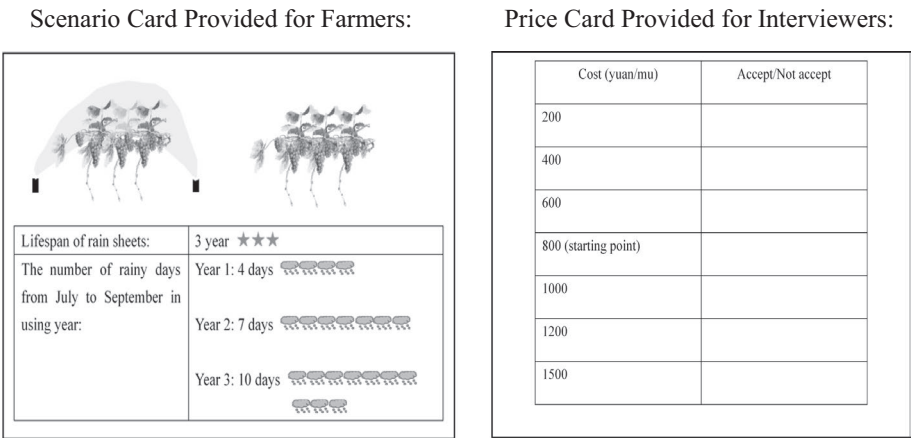 Scenario Card Provided for Farmers:
Lifespan of rain sheets:
3 year ★★★
The number of rainy days
from July to September in
using year:
Year 1: 4 days
Year 2: 7 days
Year 3: 10 days
Price Card Provided for Interviewers:
Cost (yuan/mu)
Accept/Not accept
200
400
600
800 (starting point)
1000
1200
1500